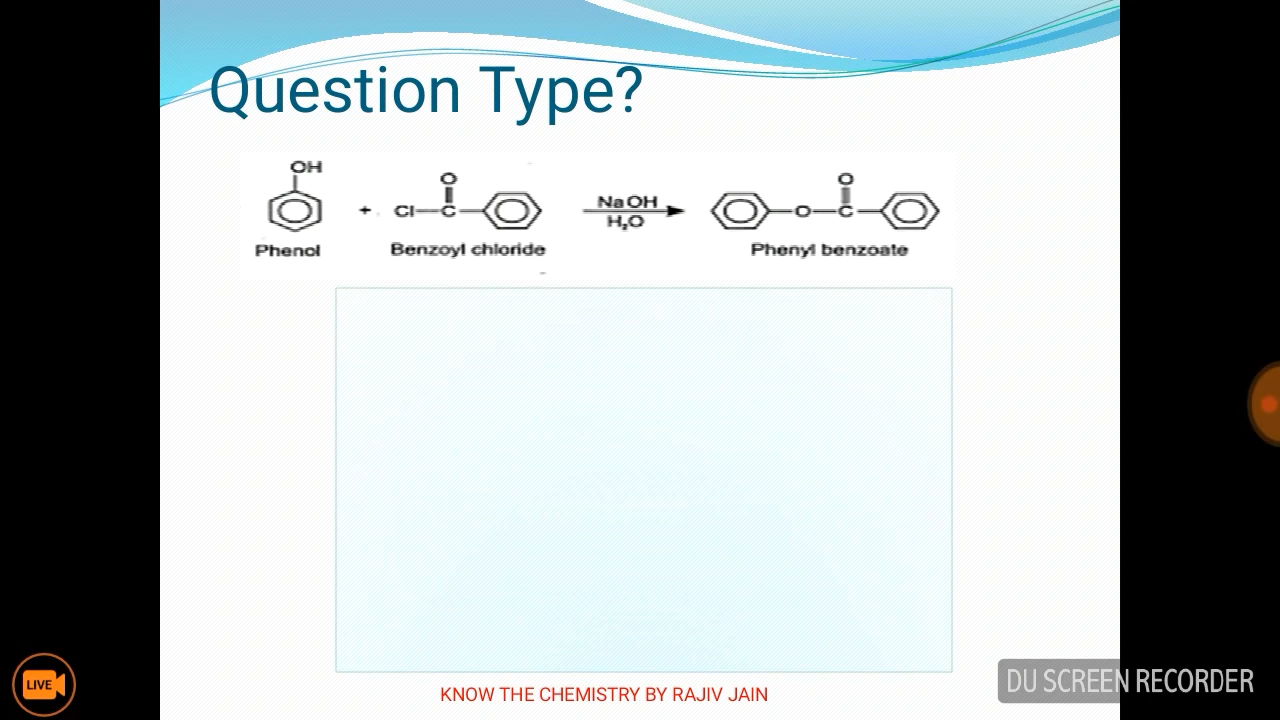 Question Type?
OH
O
O
+ Cl—C
NaOH
H₂O
O—C
Phenol
Benzoyl chloride
Phenyl benzoate
KNOW THE CHEMISTRY BY RAJIV JAIN
LIVE
DU SCREEN RECORDER